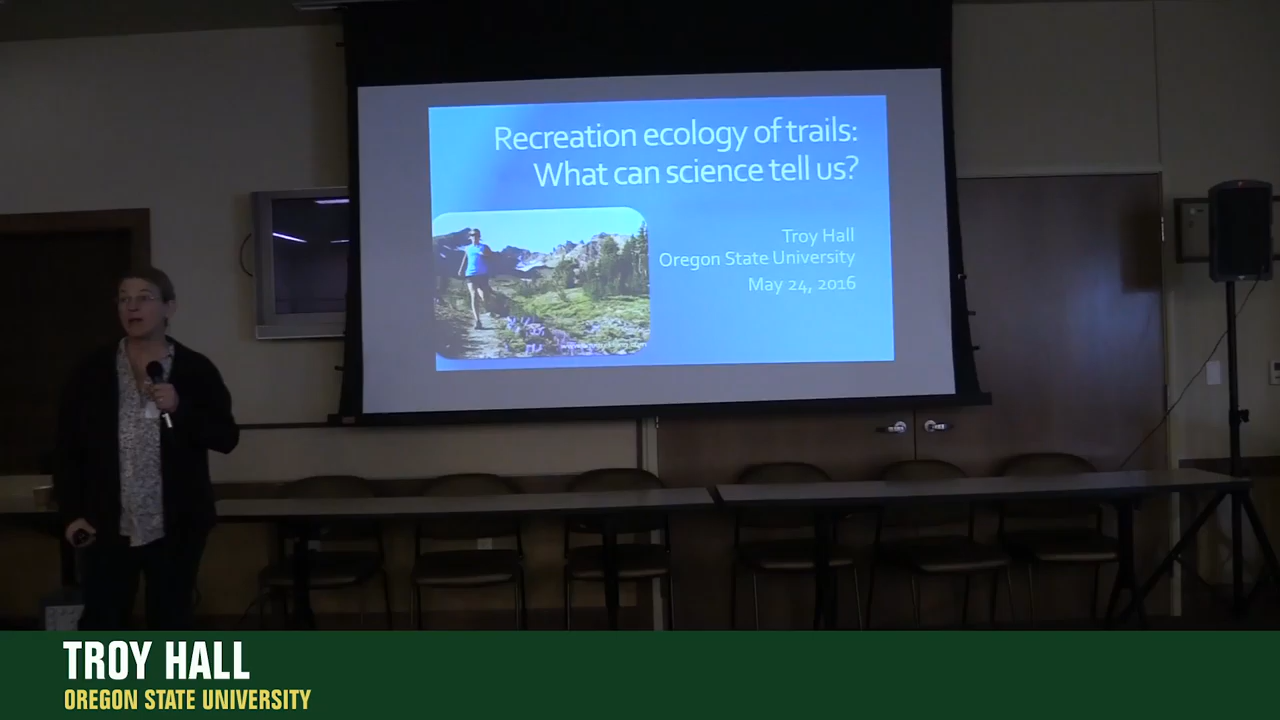 Recreation ecology of trails:
What can science tell us?
Troy Hall
Oregon State University
May 24, 2016
TROY HALL
OREGON STATE UNIVERSITY